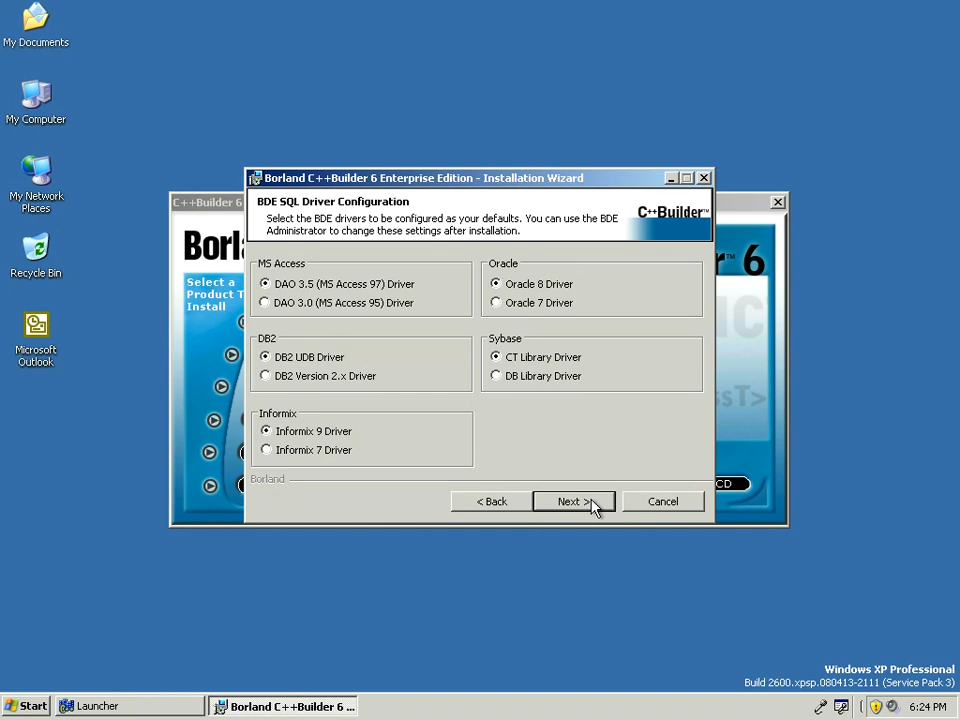 My Documents
My Computer
My Network
Places
Recycle Bin
Microsoft
Outlook
C++Builder 6
Borl
Select a
Product T
Install
™ 6
CD
Borland C++Builder 6 Enterprise Edition - Installation Wizard
BDE SQL Driver Configuration
Select the BDE drivers to be configured as your defaults. You can use the BDE
Administrator to change these settings after installation.
C++Builder™
MS Access
DAO 3.5 (MS Access 97) Driver
DAO 3.0 (MS Access 95) Driver
Oracle
Oracle 8 Driver
Oracle 7 Driver
DB2
DB2 UDB Driver
DB2 Version 2.x Driver
Sybase
CT Library Driver
DB Library Driver
Informix
Informix 9 Driver
Informix 7 Driver
Borland
< Back
Next >
Cancel
Windows XP Professional
Build 2600.xpsp.080413-2111 (Service Pack 3)
Start
Launcher
Borland C++Builder 6 ...
6:24 PM